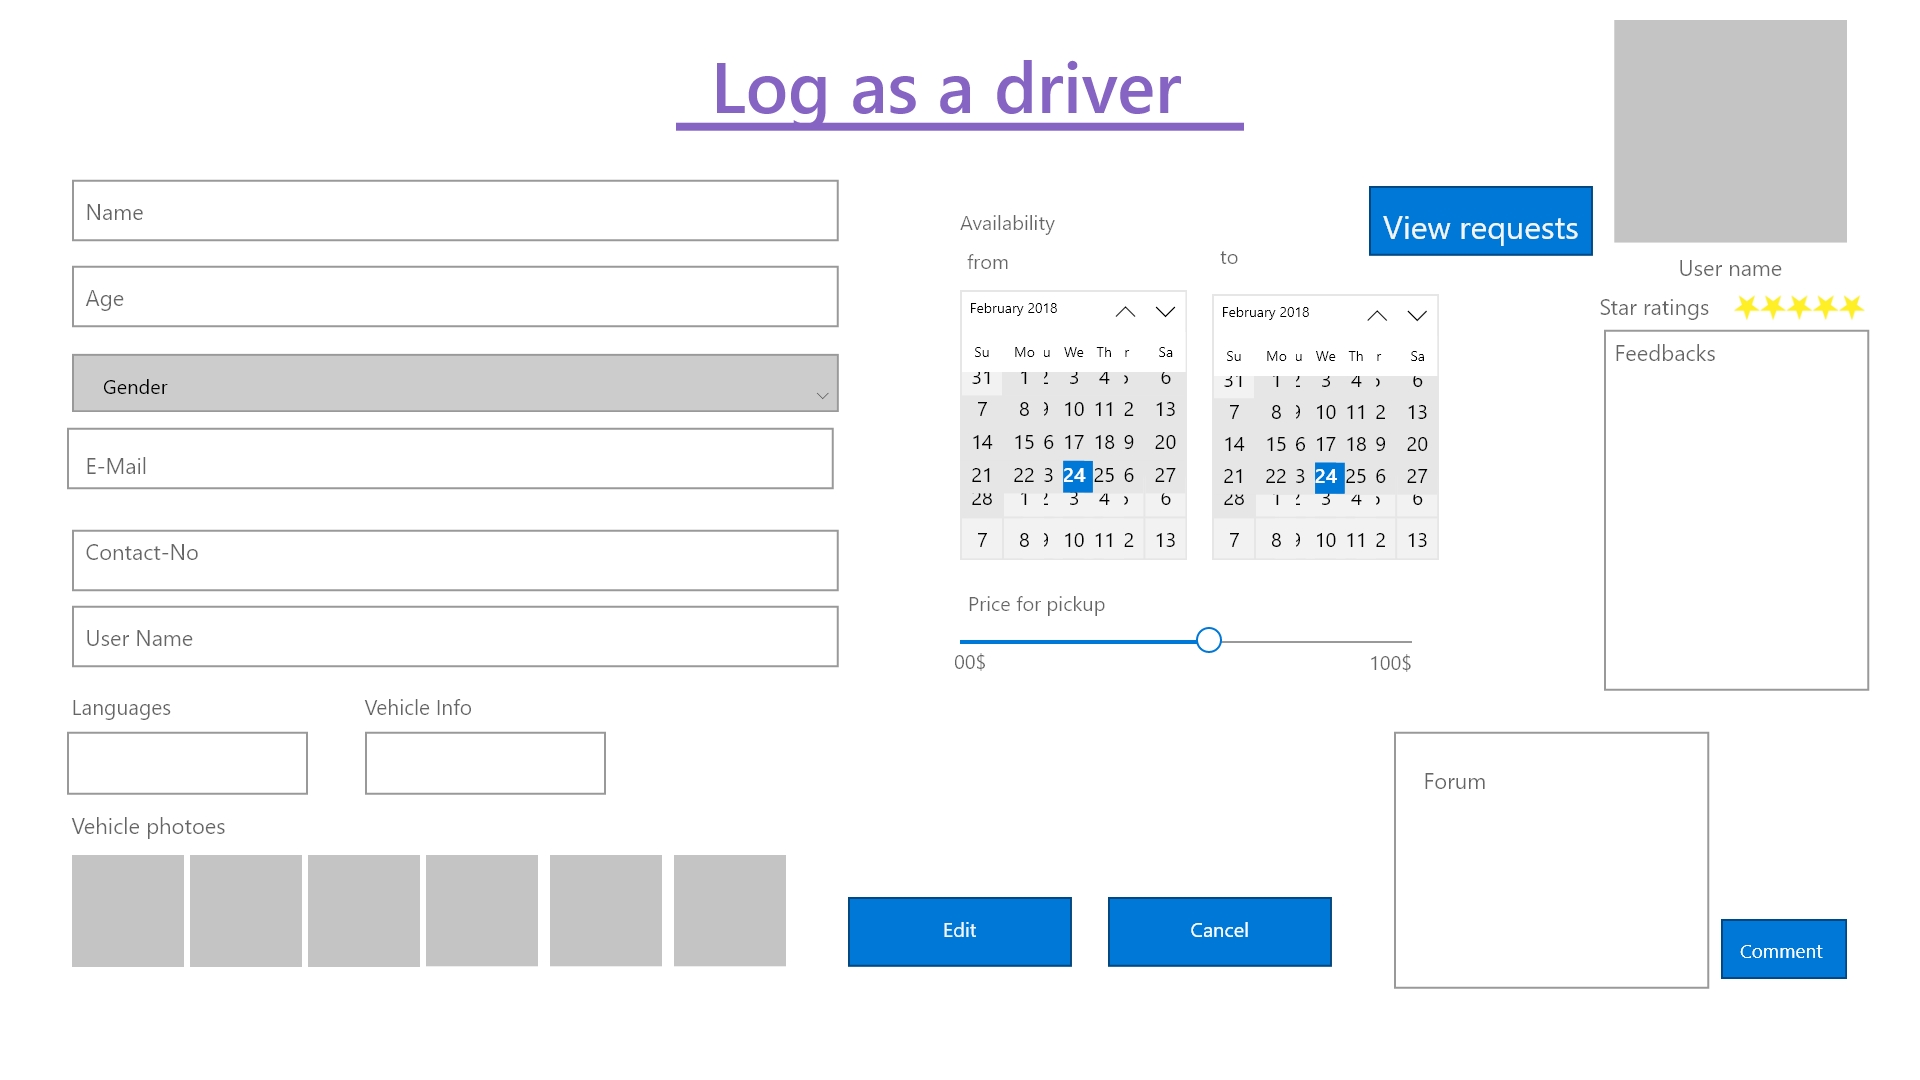 Log as a driver
Name
Age
Gender
E-Mail
Contact-No
User Name
Languages
Vehicle Info
Vehicle photoes
Availability
from
to
February 2018
Su Mo u We Th r Sa
31 1 2 3 4 5 6
7 8 9 10 11 2 13
14 15 6 17 18 9 20
21 22 3 24 25 6 27
28 1 2 3 4 5 6
7 8 9 10 11 2 13
February 2018
Su Mo u We Th r Sa
31 1 2 3 4 5 6
7 8 9 10 11 2 13
14 15 6 17 18 9 20
21 22 3 24 25 6 27
28 1 2 3 4 5 6
7 8 9 10 11 2 13
Price for pickup
00$
100$
View requests
User name
Star ratings
Feedbacks
Forum
Edit
Cancel
Comment